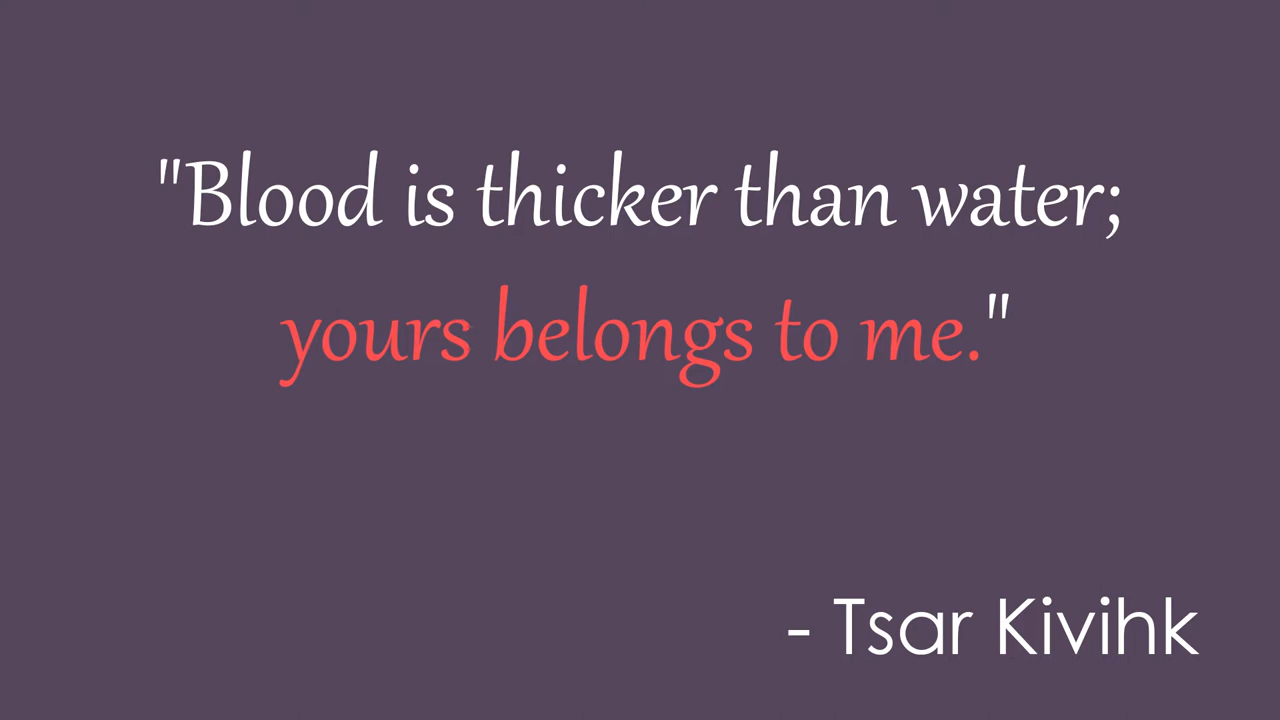 "Blood is thicker than water;
yours belongs to me."
- Tsar Kivihk